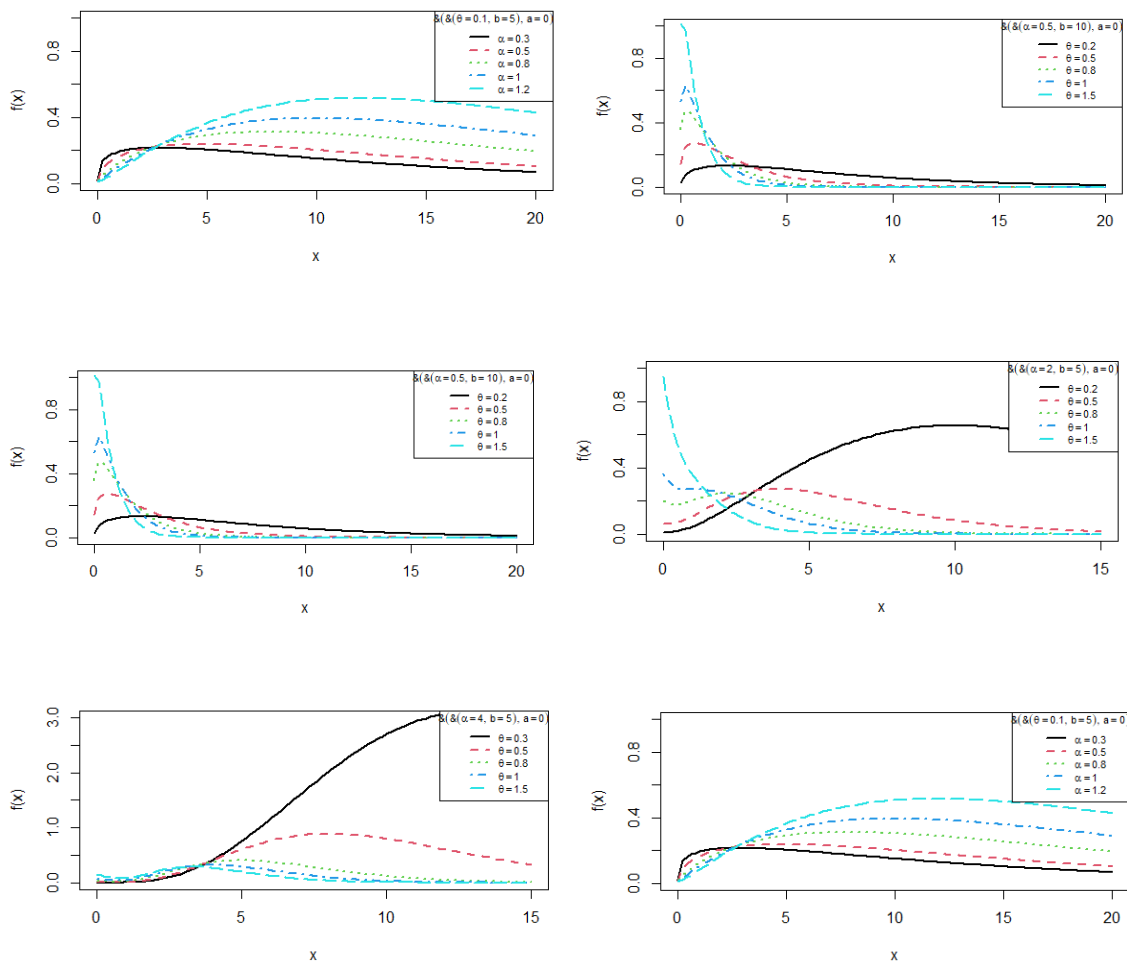 &(&(θ=0.1, b=5), a=0)
α=0.3
α=0.5
α=0.8
α=1
α=1.2
f(x)
0.0 0.4 0.8
0 5 10 15 20
x
&(&(α=0.5, b=10), a=0)
θ=0.2
θ=0.5
θ=0.8
θ=1
θ=1.5
f(x)
0.0 0.4 0.8
0 5 10 15 20
x
&(&(α=0.5, b=10), a=0)
θ=0.2
θ=0.5
θ=0.8
θ=1
θ=1.5
f(x)
0.0 0.4 0.8
0 5 10 15 20
x
&(&(α=2, b=5), a=0)
θ=0.2
θ=0.5
θ=0.8
θ=1
θ=1.5
f(x)
0.0 0.4 0.8
0 5 10 15
x
&(&(α=4, b=5), a=0)
θ=0.3
θ=0.5
θ=0.8
θ=1
θ=1.5
f(x)
0.0 1.0 2.0 3.0
0 5 10 15
x
&(&(θ=0.1, b=5), a=0)
α=0.3
α=0.5
α=0.8
α=1
α=1.2
f(x)
0.0 0.4 0.8
0 5 10 15 20
x